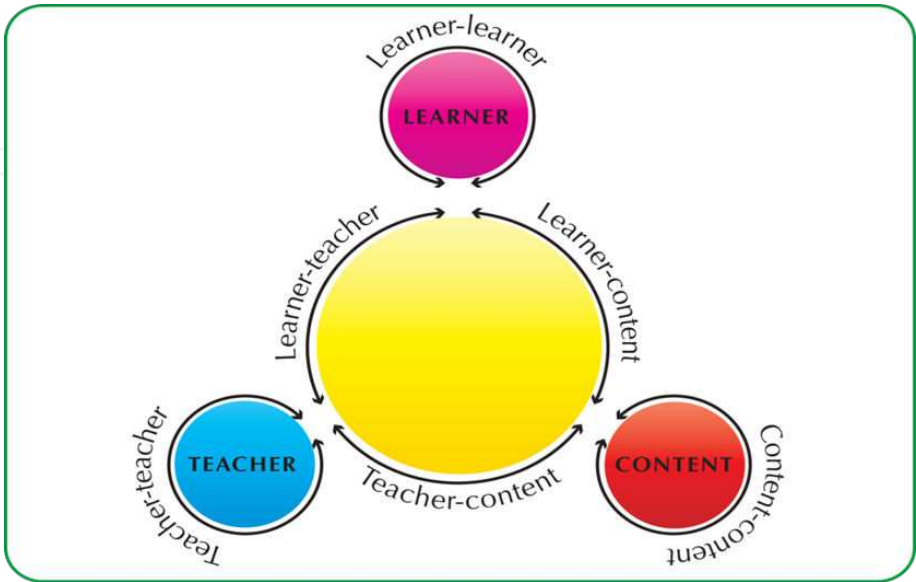 Learner-learner
LEARNER
Learner-teacher
Learner-content
TEACHER
Teacher-teacher
Teacher-content
CONTENT
Content-content